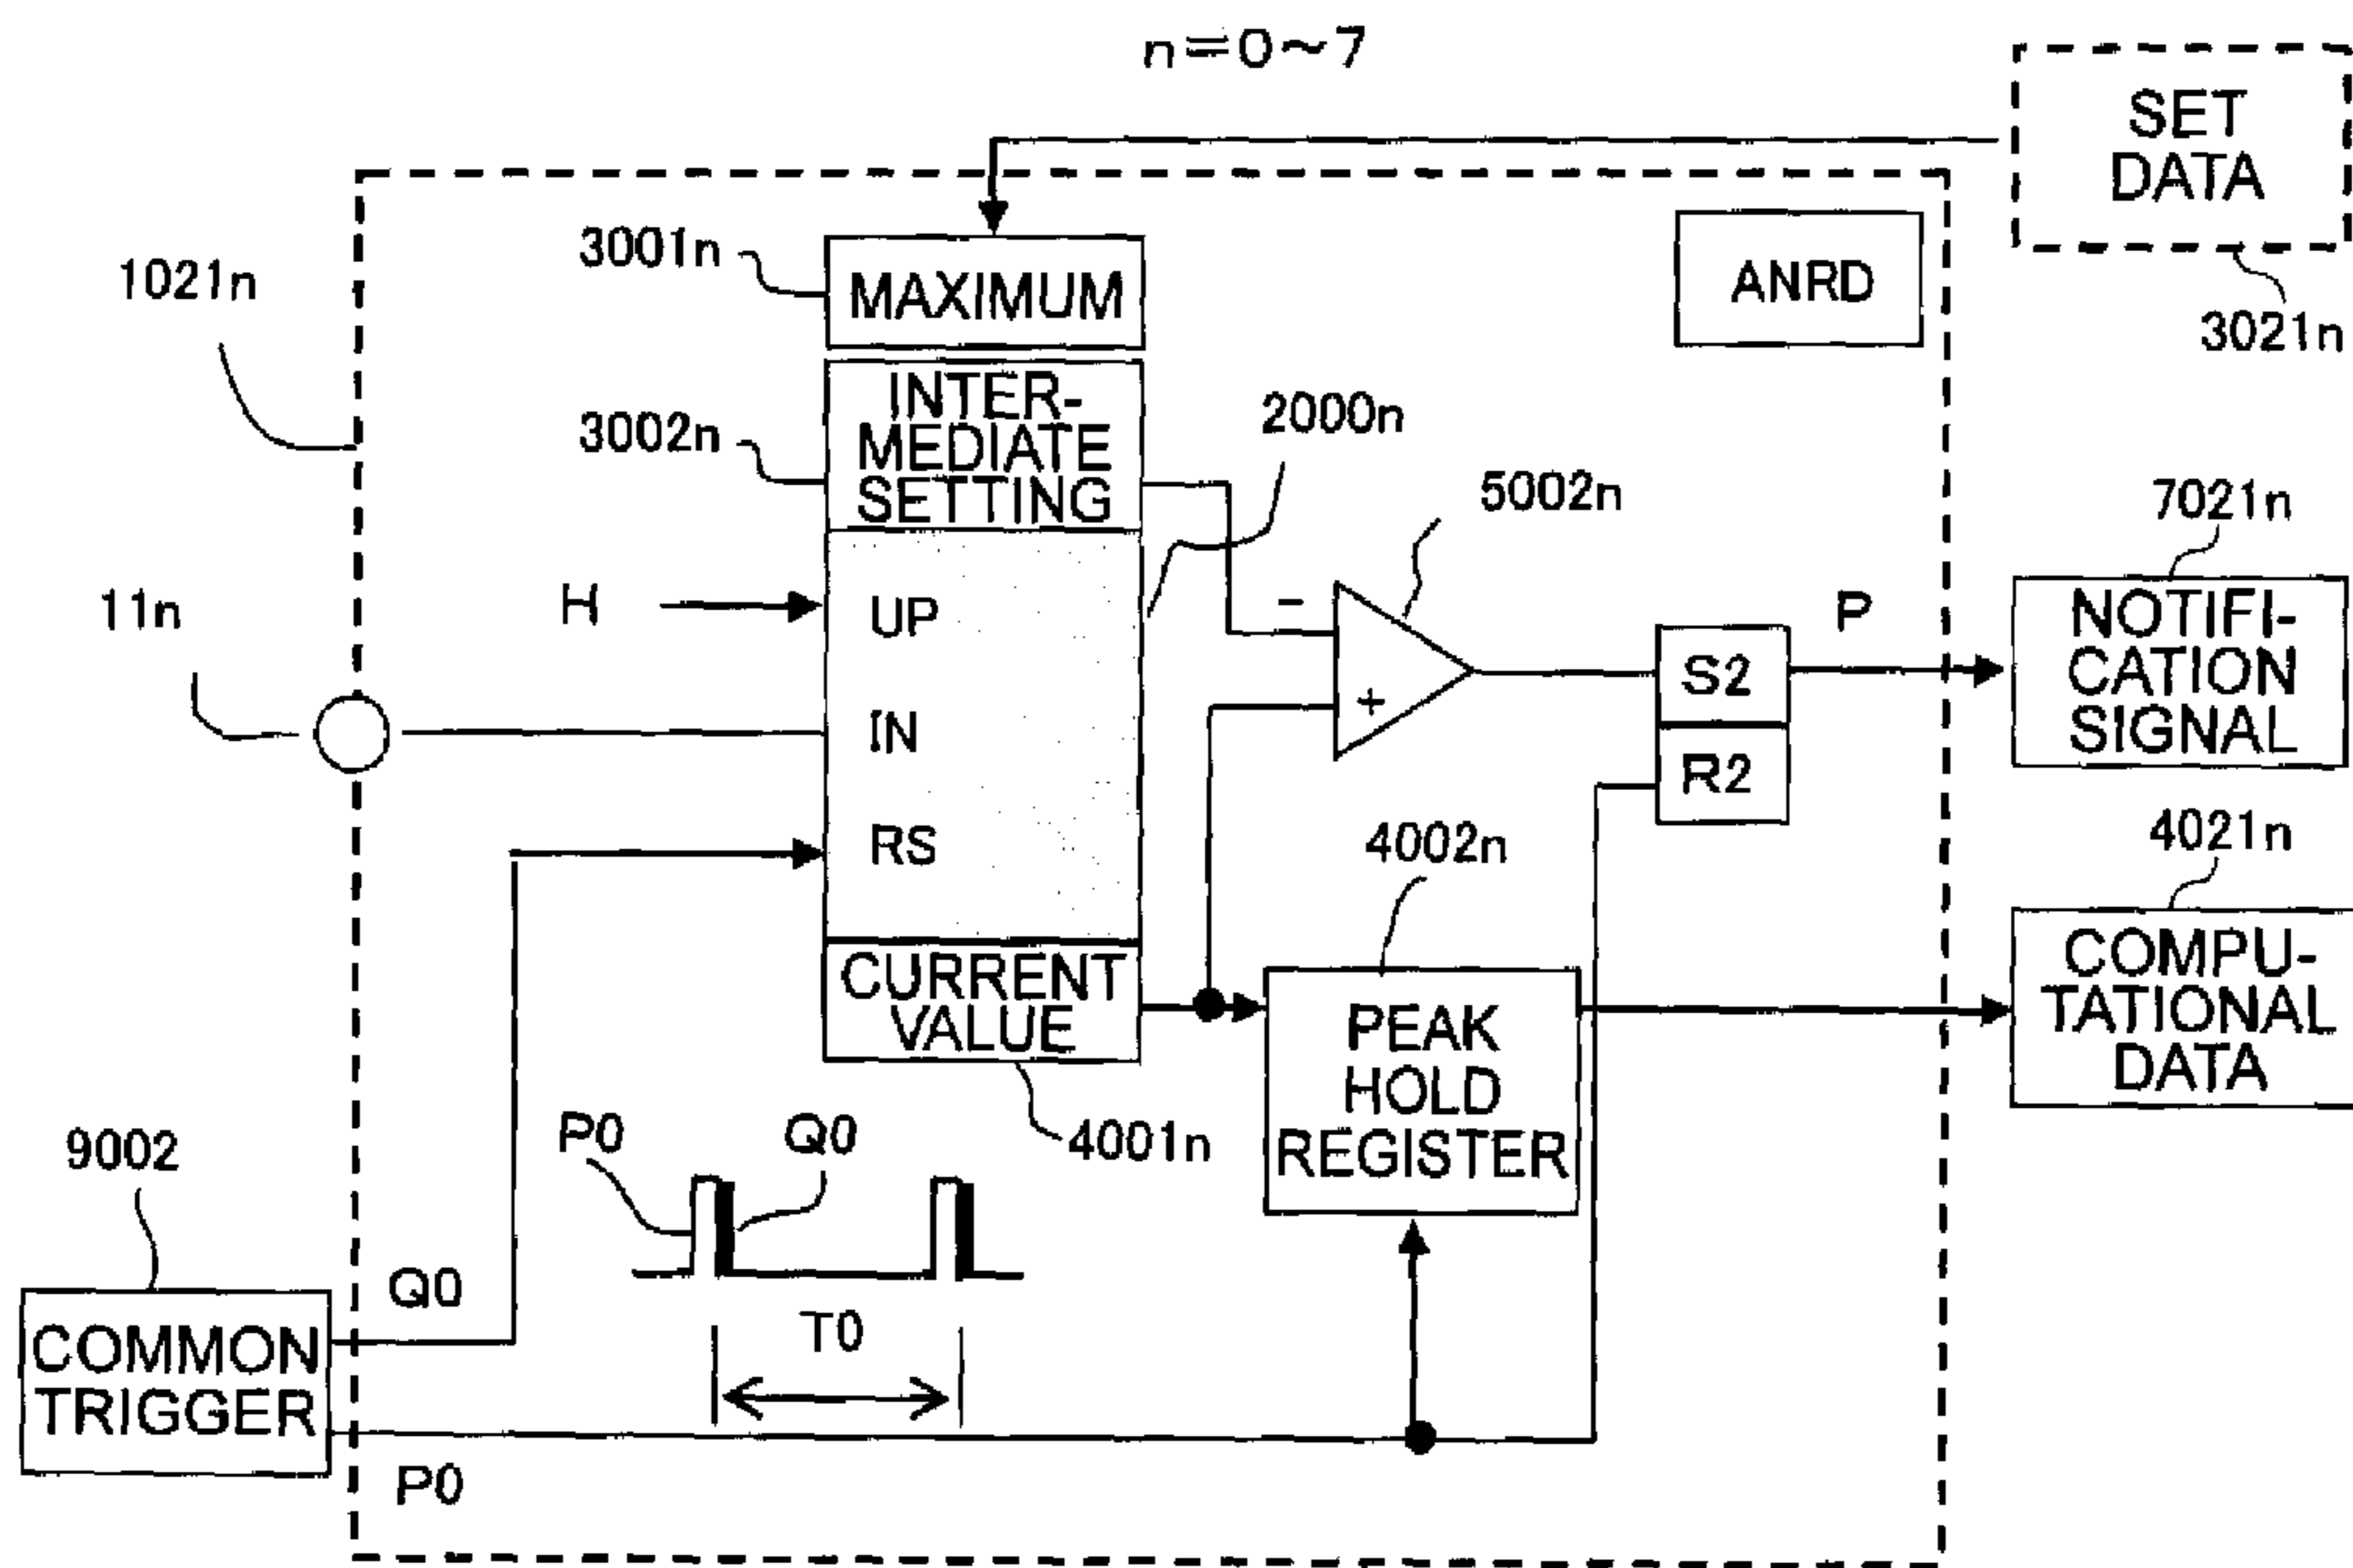 n=0~7
SET
DATA
3021n
ANRD
3001n
MAXIMUM
1021n
3002n
INTER-
MEDIATE
SETTING
2000n
5002n
7021n
NOTIFI-
CATION
SIGNAL
H
UP
11n
IN
RS
-
+
S2
R2
P
4002n
4021n
COMPU-
TATIONAL
DATA
CURRENT
VALUE
4001n
PEAK
HOLD
REGISTER
P0
Q0
T0
9002
COMMON
TRIGGER
Q0
P0